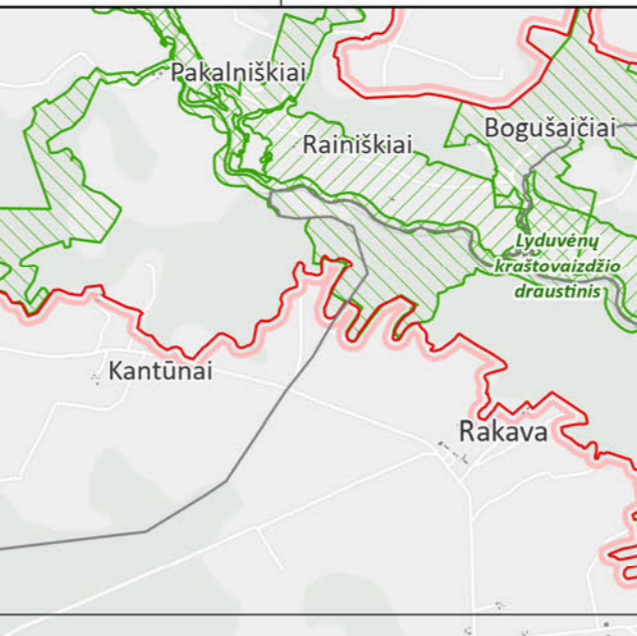 Pakalniškiai
Rainiškiai
Bogušaičiai
Lyduvėnų
kraštovaizdžio
draustinis
Kantūnai
Rakava